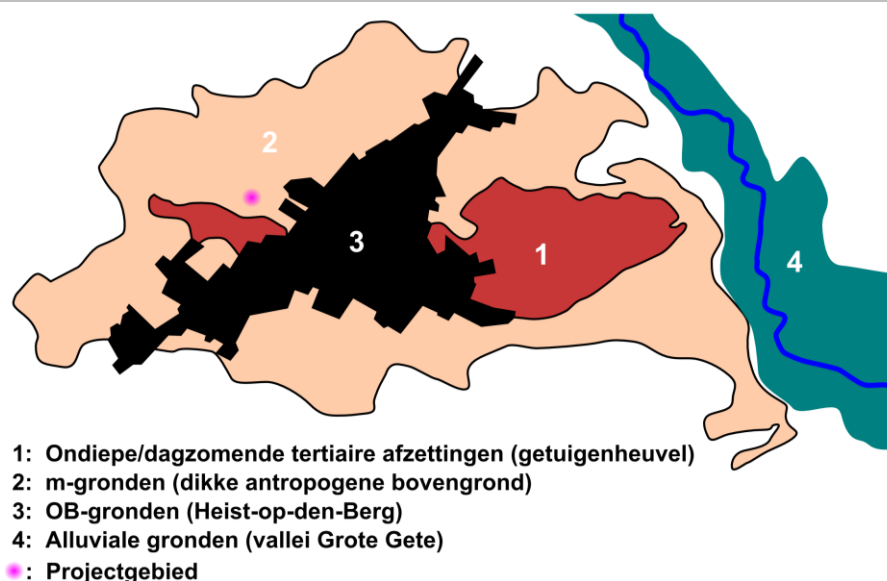 2
3
1
4
1: Ondiepe/dagzomende tertiaire afzettingen (getuigenheuvel)
2: m-gronden (dikke antropogene bovengrond)
3: OB-gronden (Heist-op-den-Berg)
4: Alluviale gronden (vallei Grote Gete)
: Projectgebied